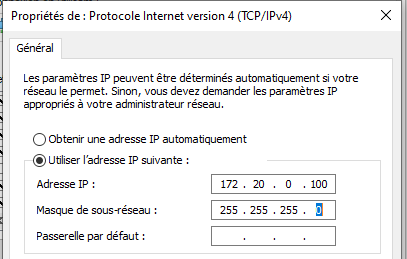 Propriétés de : Protocole Internet version 4 (TCP/IPv4)
Général
Les paramètres IP peuvent être déterminés automatiquement si votre
réseau le permet. Sinon, vous devez demander les paramètres IP
appropriés à votre administrateur réseau.
Obtenir une adresse IP automatiquement
Utiliser l'adresse IP suivante :
Adresse IP : 172 . 20 . 0 . 100
Masque de sous-réseau : 255 . 255 . 255 . 0
Passerelle par défaut : . . .